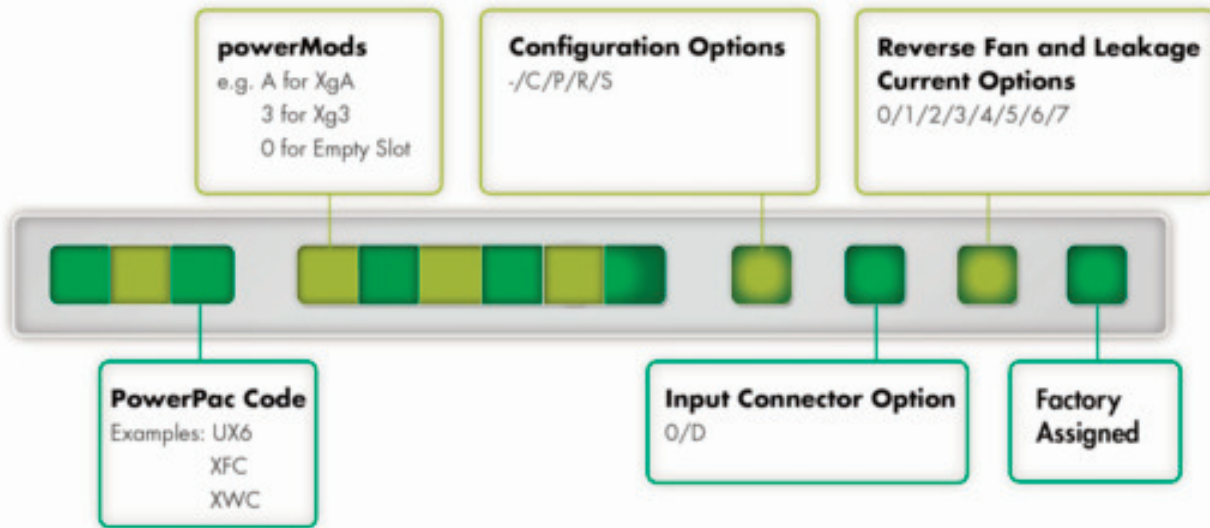 powerMods
e.g. A for XgA
3 for Xg3
0 for Empty Slot
Configuration Options
-/C/P/R/S
Reverse Fan and Leakage
Current Options
0/1/2/3/4/5/6/7
PowerPac Code
Examples: UX6
XFC
XWC
Input Connector Option
0/D
Factory
Assigned